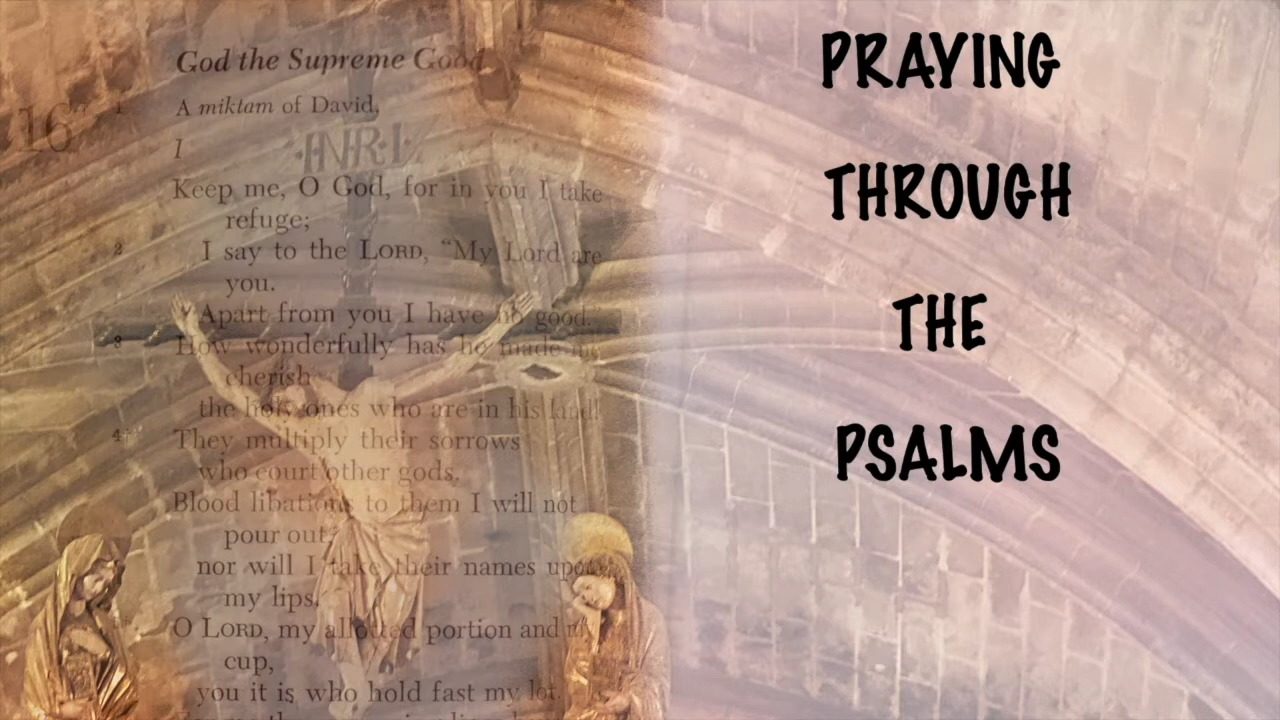 God the Supreme Good
16
1
A miktam of David.
I
·INRI·
Keep me, O God, for in you I take
refuge;
2
I say to the LORD, “My Lord are
you.
Apart from you I have no good.”
3
How wonderfully has he made me
cherish
the holy ones who are in his land!
4
They multiply their sorrows
who court other gods.
Blood libations to them I will not
pour out,
nor will I take their names upon
my lips.
O LORD, my allotted portion and my
cup,
you it is who hold fast my lot.
PRAYING
THROUGH
THE
PSALMS